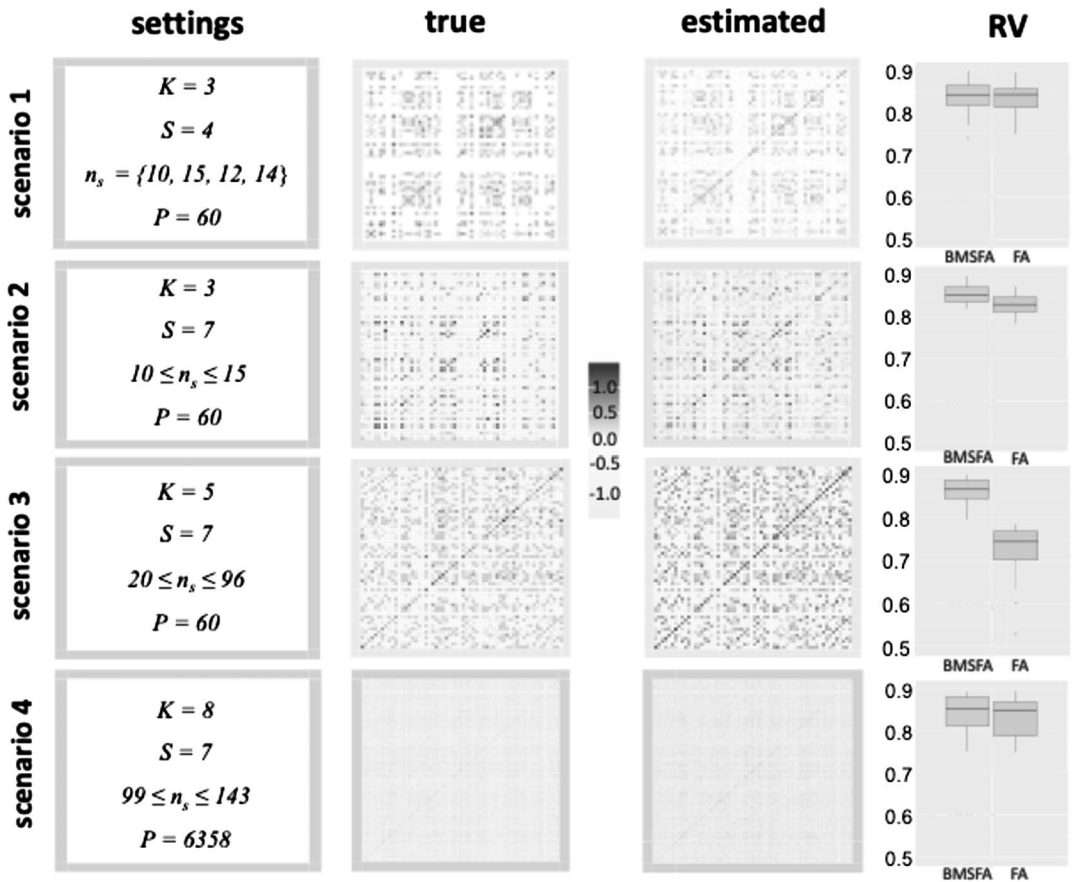 settings true estimated RV
scenario 1
K = 3
S = 4
nₛ = {10, 15, 12, 14}
P = 60
0.9
0.8
0.7
0.6
0.5
BMSFA FA
scenario 2
K = 3
S = 7
10 ≤ nₛ ≤ 15
P = 60
1.0
0.5
0.0
-0.5
-1.0
0.9
0.8
0.7
0.6
0.5
BMSFA FA
scenario 3
K = 5
S = 7
20 ≤ nₛ ≤ 96
P = 60
0.9
0.8
0.7
0.6
0.5
BMSFA FA
scenario 4
K = 8
S = 7
99 ≤ nₛ ≤ 143
P = 6358
0.9
0.8
0.7
0.6
0.5
BMSFA FA